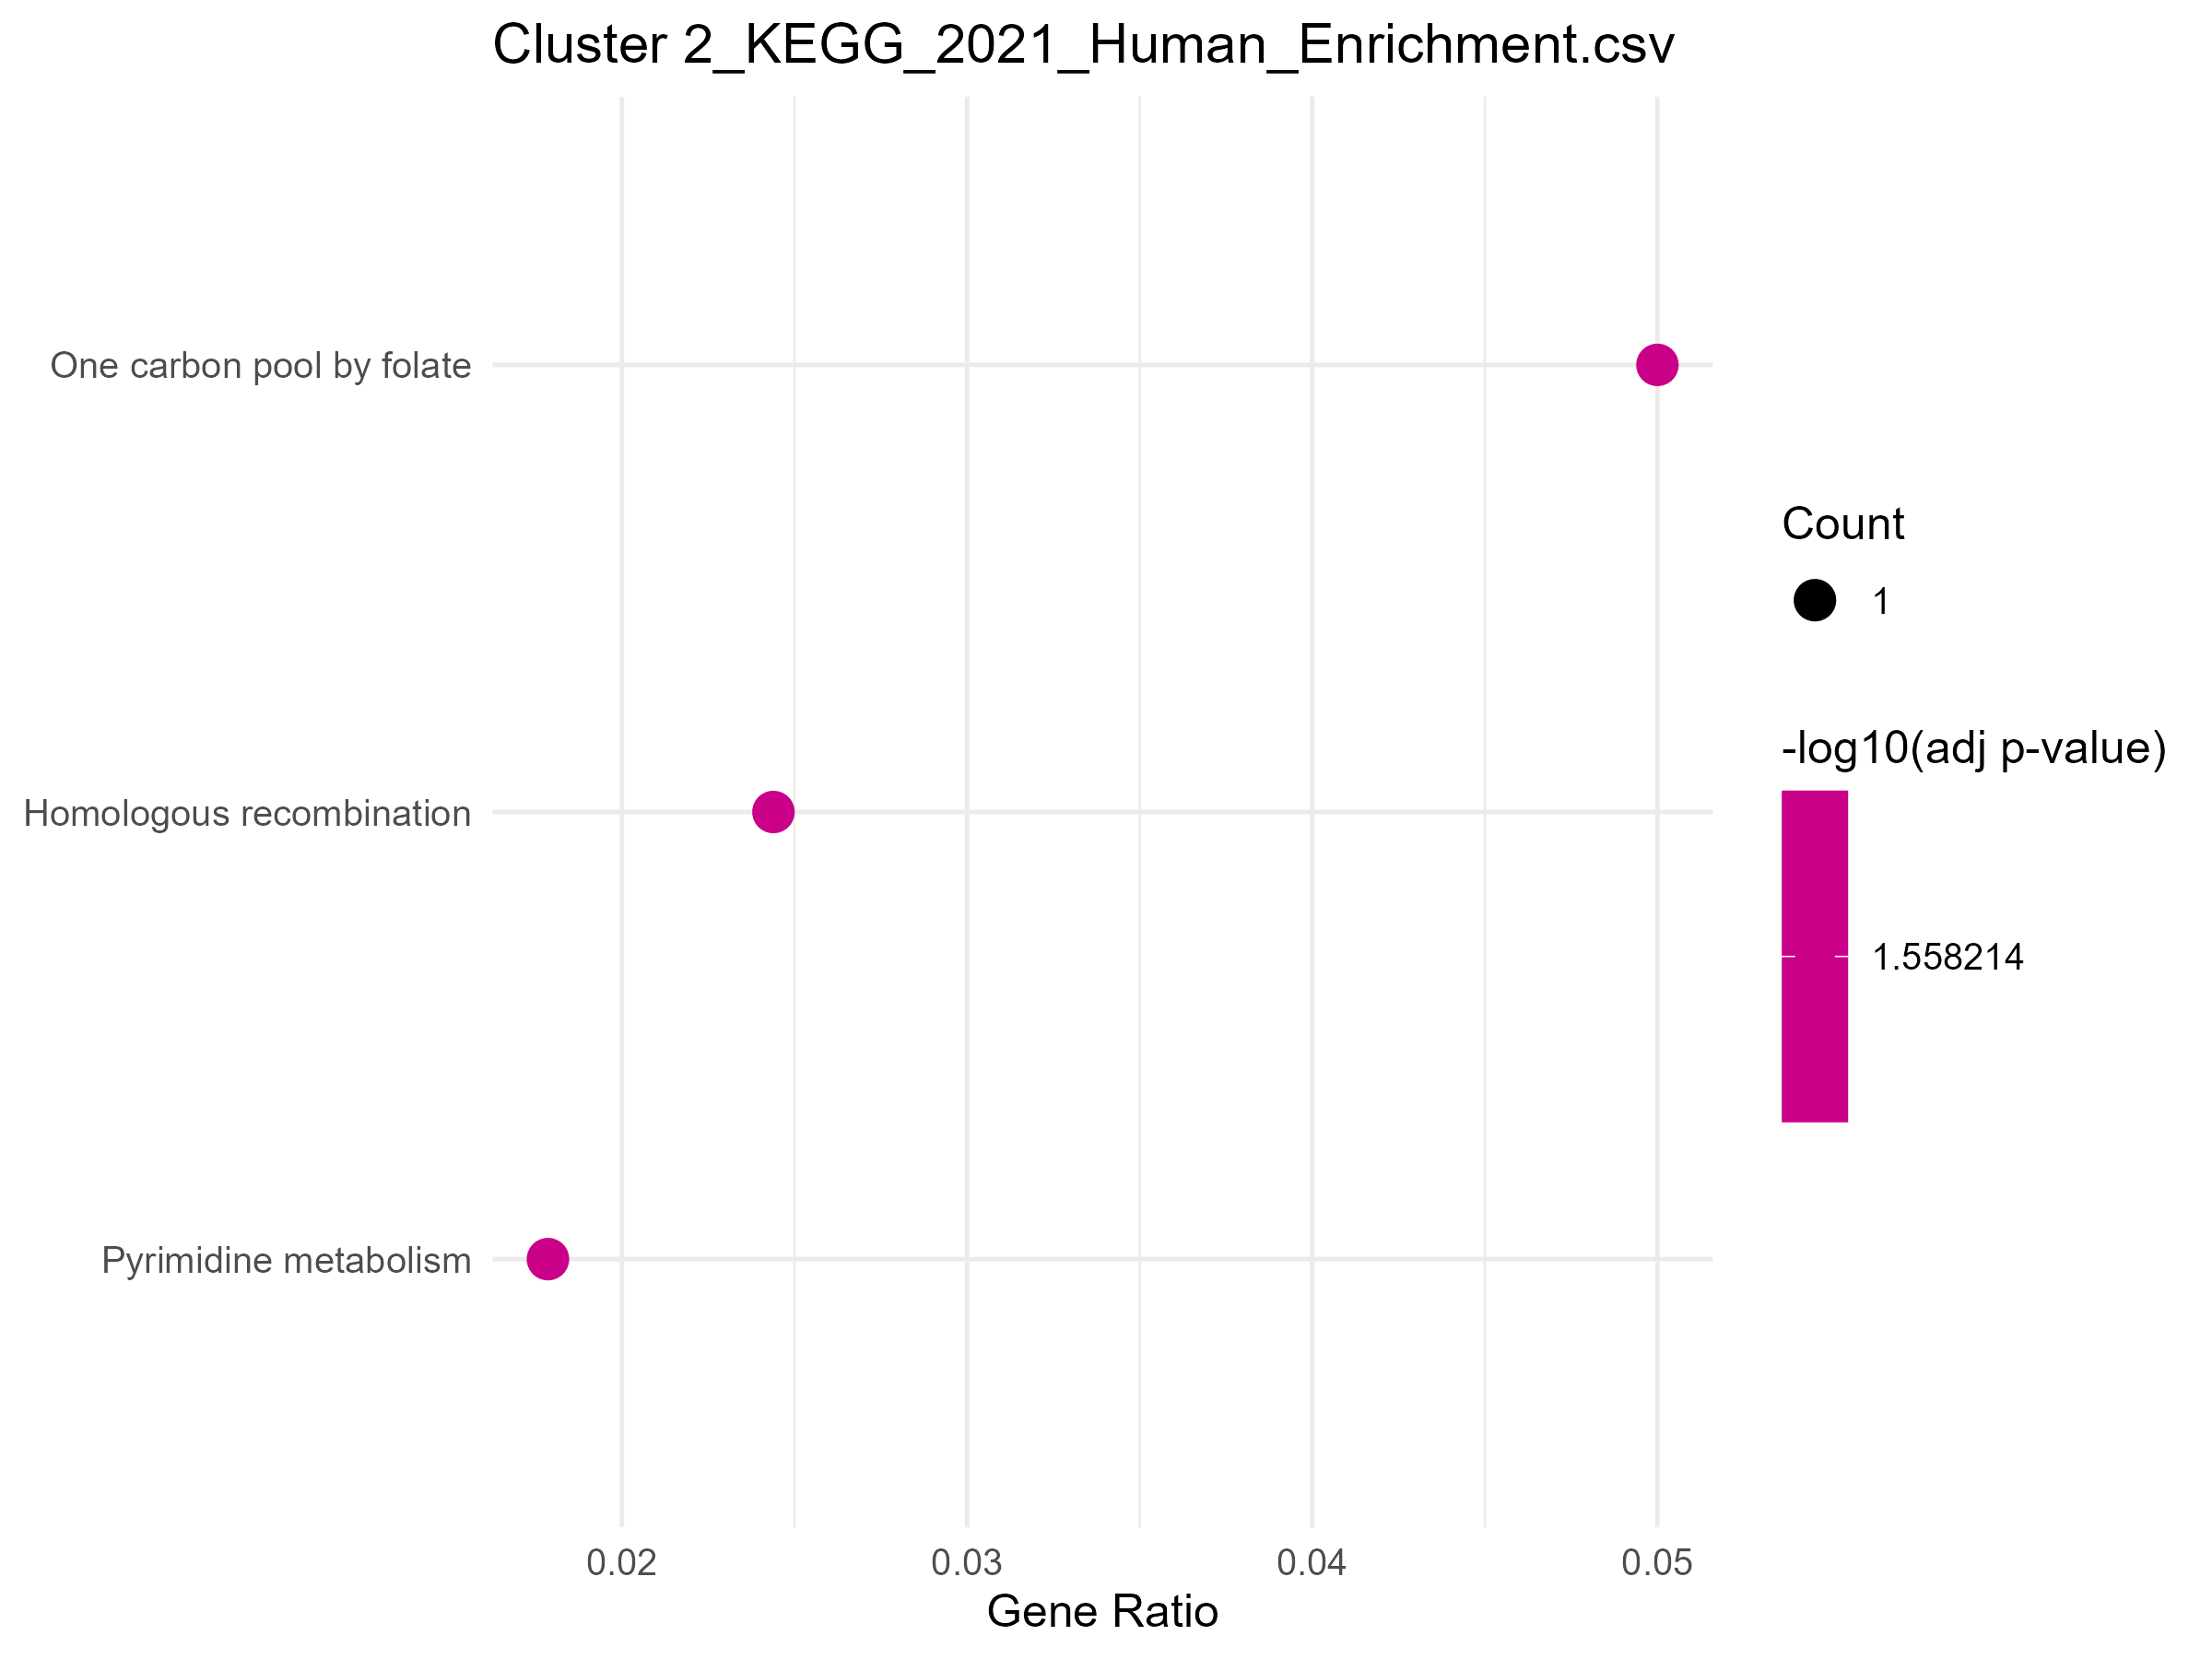 Cluster 2_KEGG_2021_Human_Enrichment.csv
One carbon pool by folate
Homologous recombination
Pyrimidine metabolism
0.02
0.03
0.04
0.05
Gene Ratio
Count
1
-log10(adj p-value)
1.558214